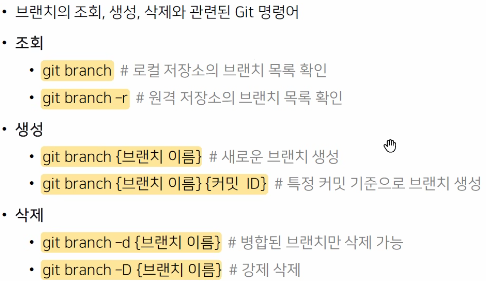 • 브랜치의 조회, 생성, 삭제와 관련된 Git 명령어
• 조회
• git branch # 로컬 저장소의 브랜치 목록 확인
• git branch –r # 원격 저장소의 브랜치 목록 확인
• 생성
• git branch {브랜치 이름} # 새로운 브랜치 생성
• git branch {브랜치 이름} {커밋 ID} # 특정 커밋 기준으로 브랜치 생성
• 삭제
• git branch –d {브랜치 이름} # 병합된 브랜치만 삭제 가능
• git branch –D {브랜치 이름} # 강제 삭제